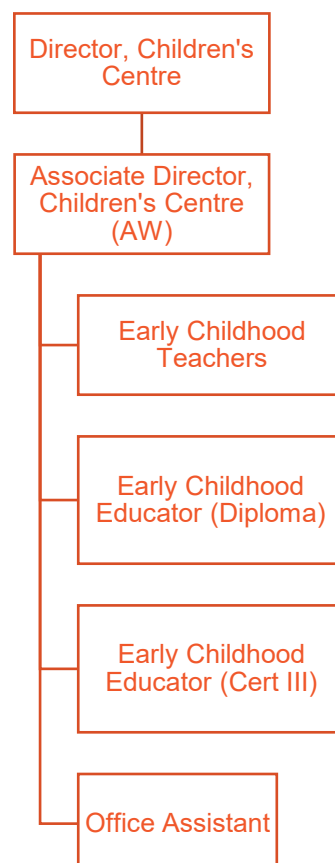 Director, Children's
Centre
Associate Director,
Children's Centre
(AW)
Early Childhood
Teachers
Early Childhood
Educator (Diploma)
Early Childhood
Educator (Cert III)
Office Assistant